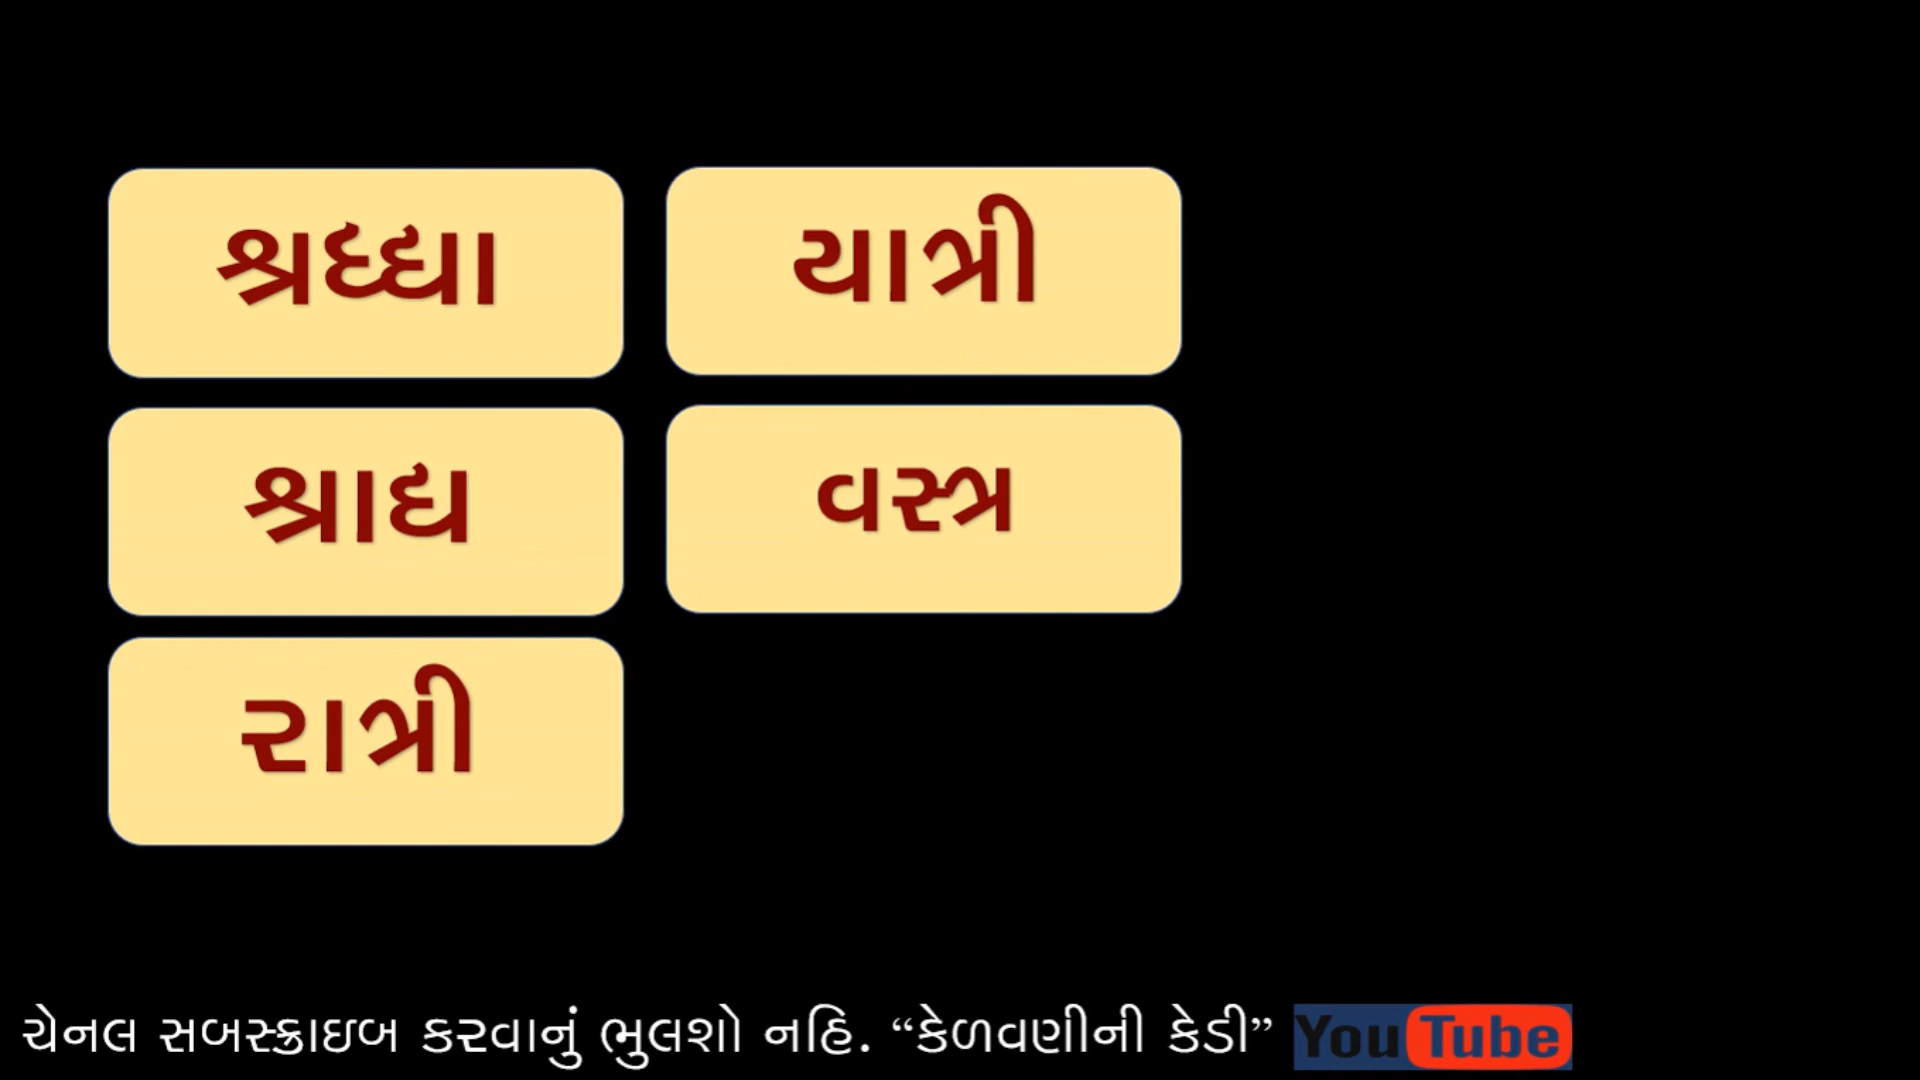 શ્રધ્ધા
યાત્રી
શ્રાધ
વસ્ત્ર
રાત્રી
ચેનલ સબસ્ક્રાઇબ કરવાનું ભુલશો નહિ. “કેળવણીની કેડી” YouTube